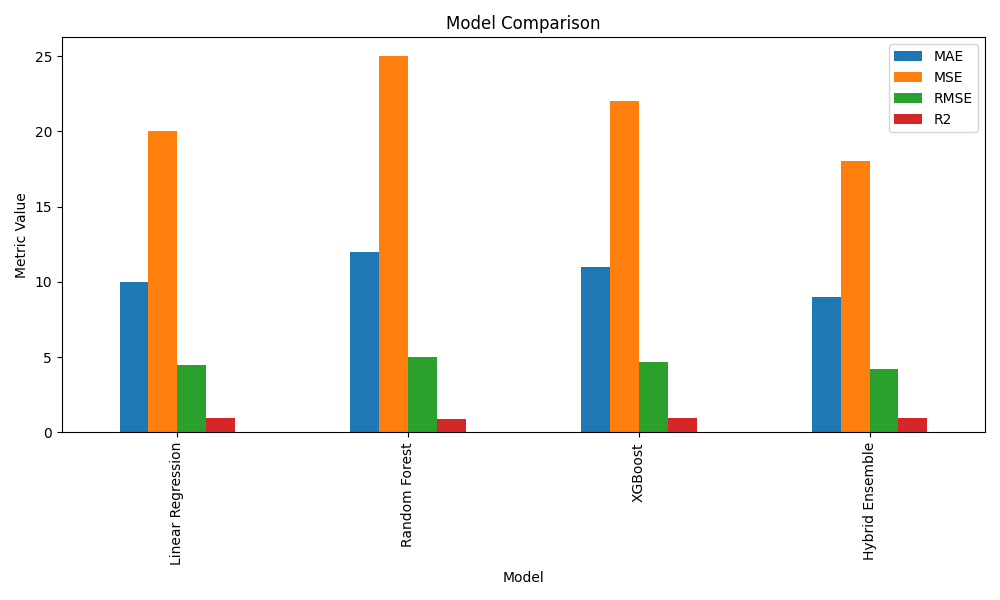 Model Comparison
MAE
MSE
RMSE
R2
Metric Value
25
20
15
10
5
0
Linear Regression
Random Forest
XGBoost
Hybrid Ensemble
Model